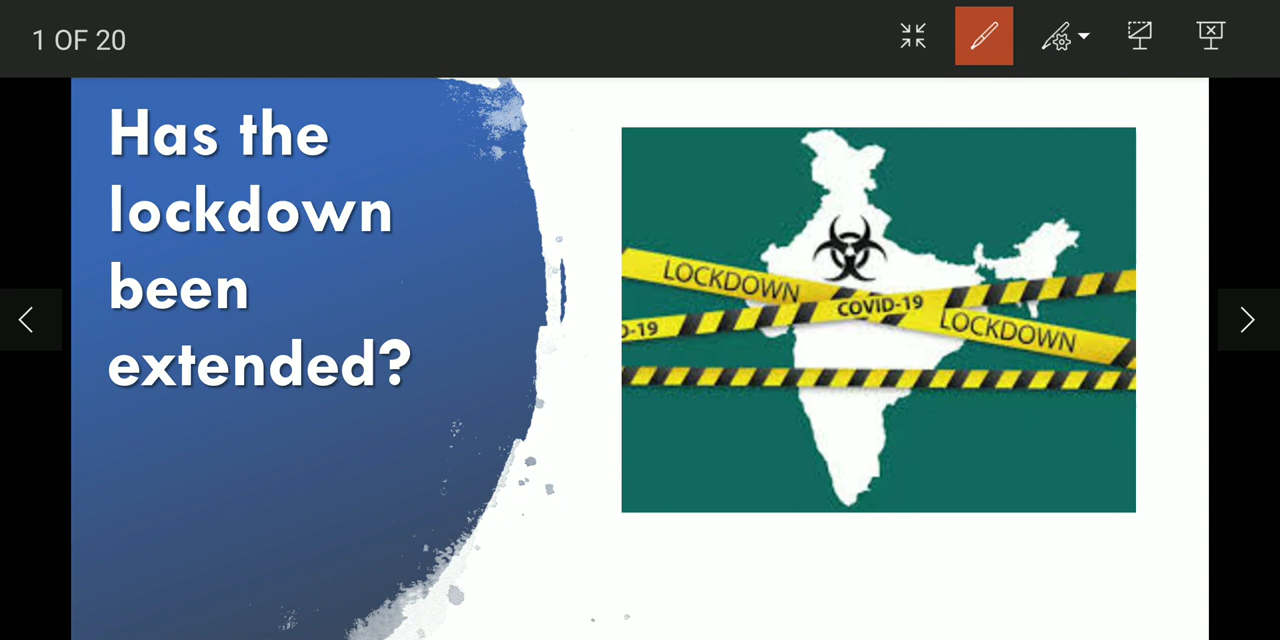 1 OF 20
Has the
lockdown
been
extended?
LOCKDOWN
COVID-19
D-19
LOCKDOWN